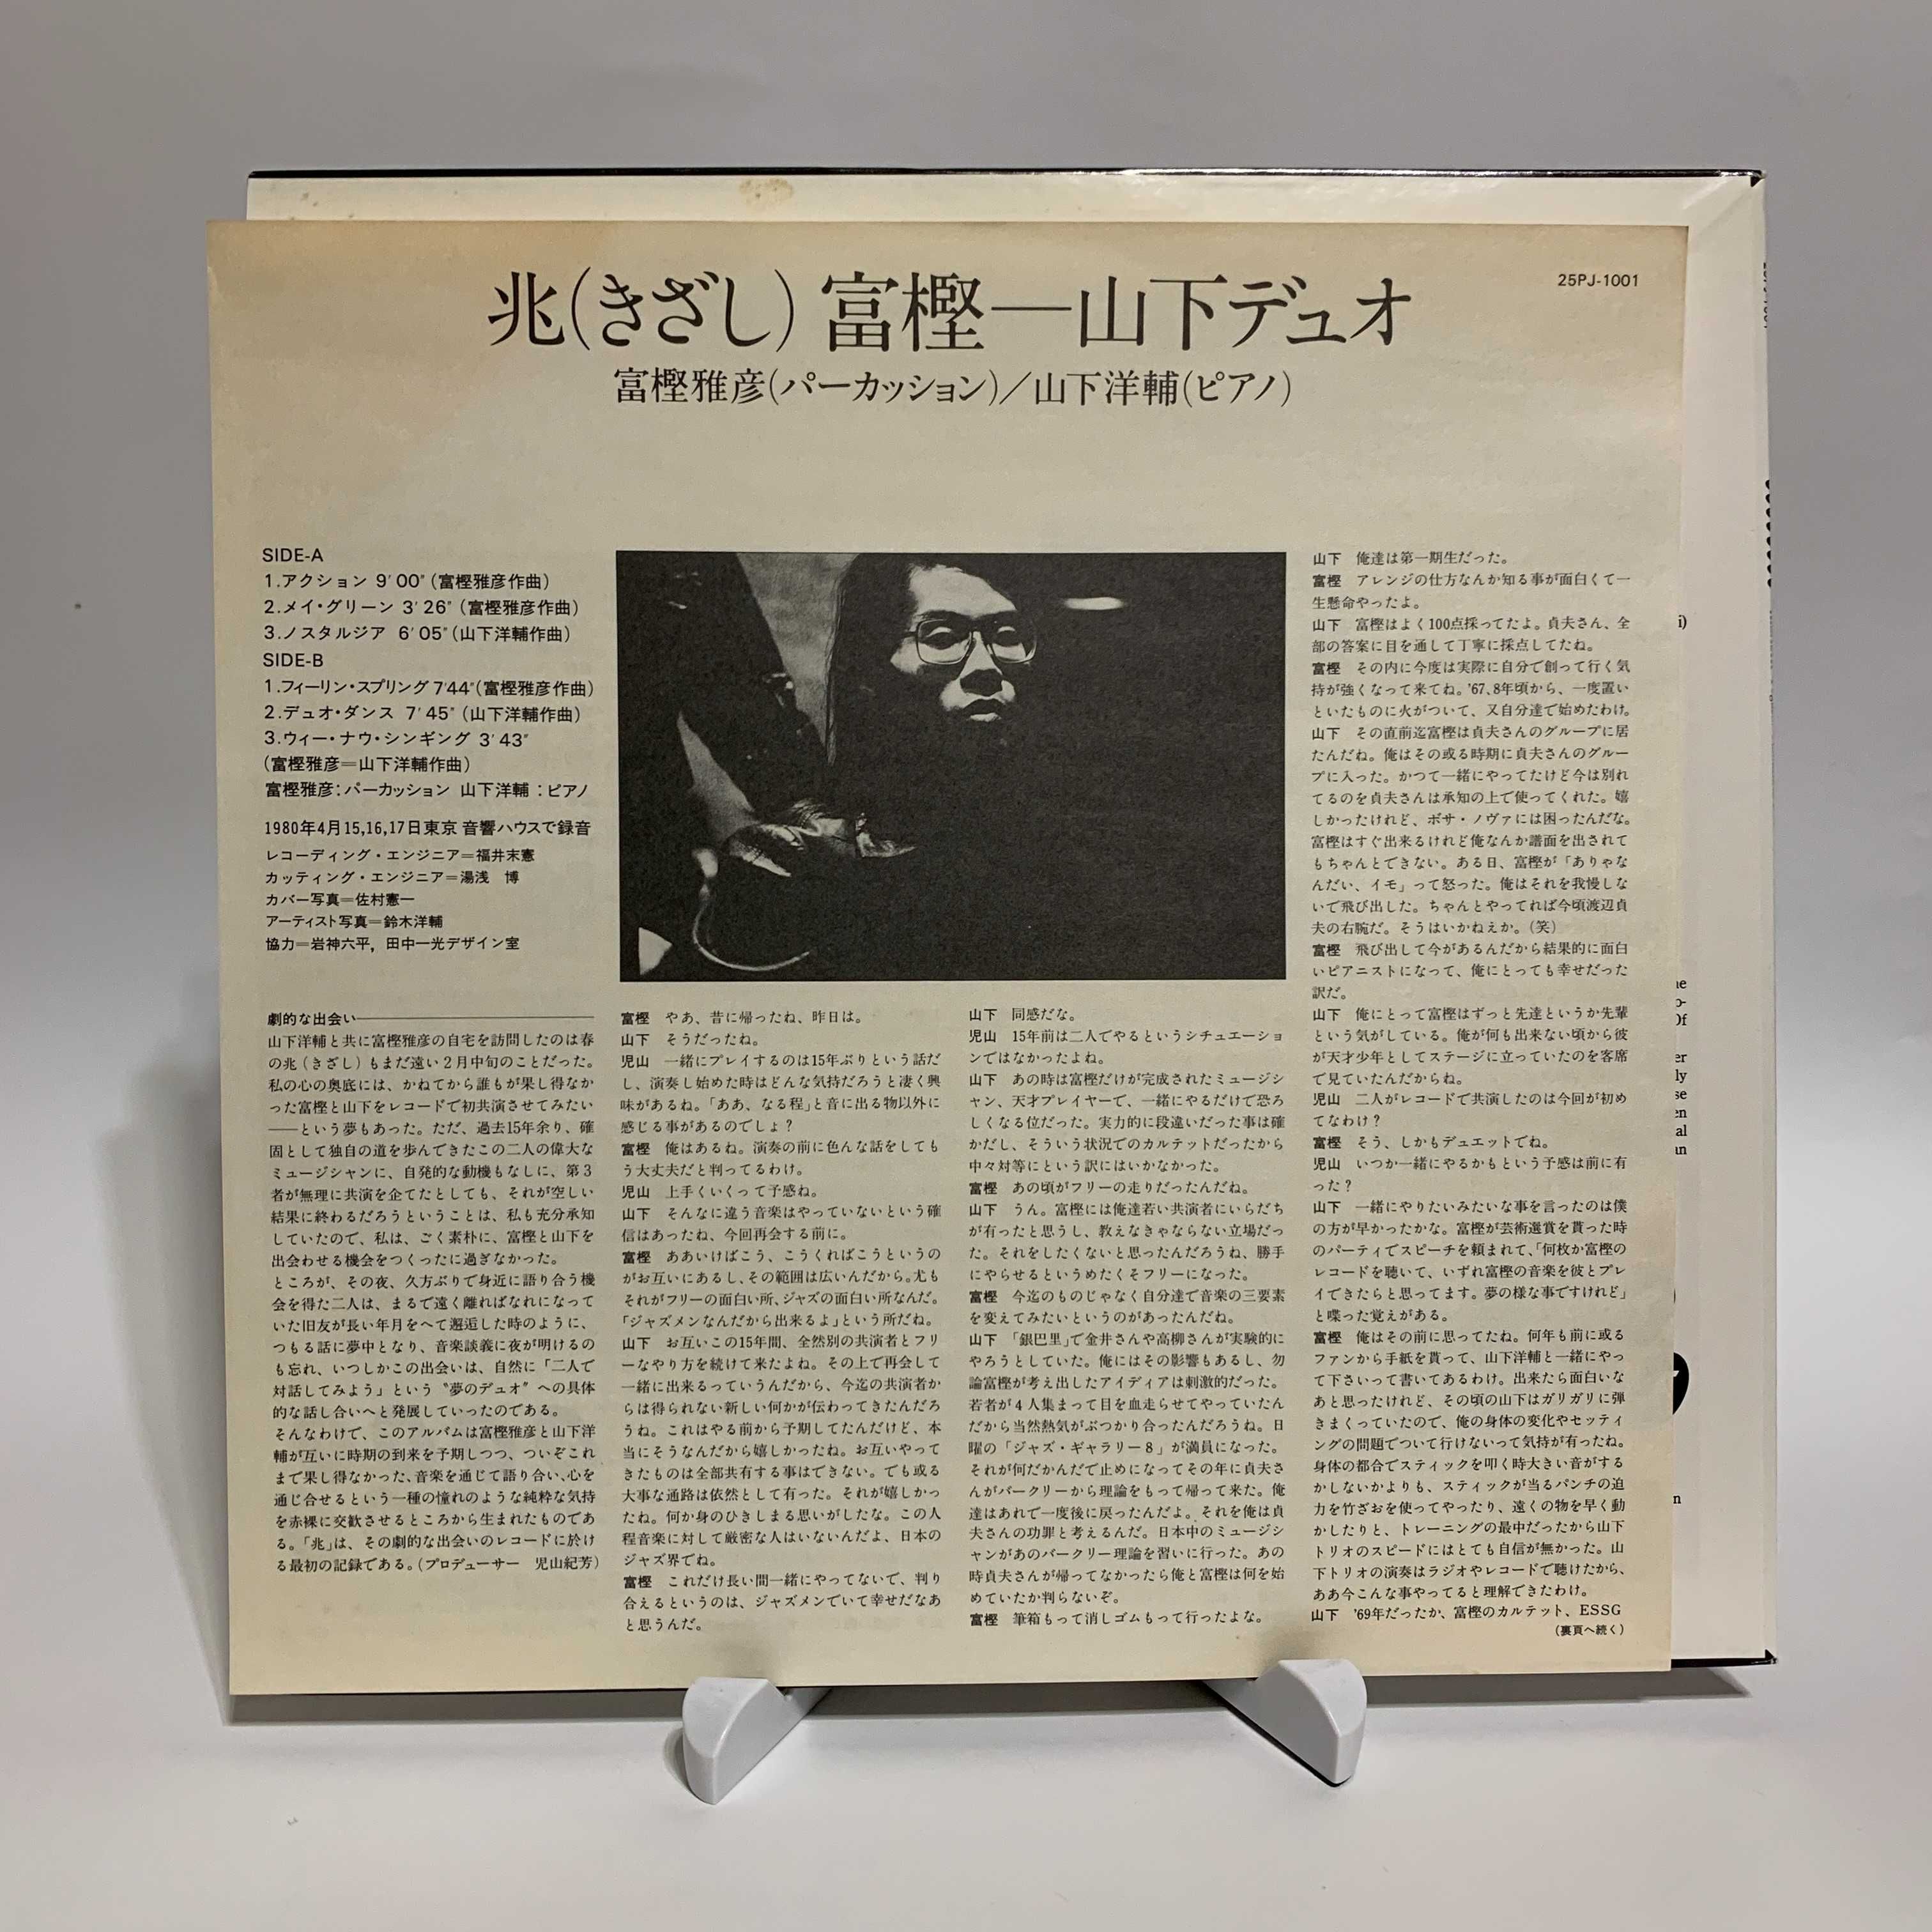 兆(きざし) 富樫—山下デュオ
25PJ-1001
富樫雅彦(パーカッション)/山下洋輔(ピアノ)
SIDE-A
1.アクション 9′00″(富樫雅彦作曲)
2.メイ・グリーン 3′26″(富樫雅彦作曲)
3.ノスタルジア 6′05″(山下洋輔作曲)
SIDE-B
1.フィーリン・スプリング 7′44″(富樫雅彦作曲)
2.デュオ・ダンス 7′45″(山下洋輔作曲)
3.ウィー・ナウ・シンギング 3′43″
(富樫雅彦=山下洋輔作曲)
富樫雅彦:パーカッション 山下洋輔:ピアノ
1980年4月15,16,17日東京 音響ハウスで録音
レコーディング・エンジニア=福井末憲
カッティング・エンジニア=湯浅 博
カバー写真=佐村憲一
アーティスト写真=鈴木洋輔
協力=岩神六平,田中一光デザイン室
劇的な出会い
山下洋輔と共に富樫雅彦の自宅を訪問したのは春
の兆(きざし)もまだ遠い2月中旬のことだった。
私の心の奥底には、かねてから誰もが果し得なか
った富樫と山下をレコードで初共演させてみたい
——という夢もあった。ただ、過去15年余り、確
固として独自の道を歩んできたこの二人の偉大な
ミュージシャンに、自発的な動機もなしに、第3
者が無理に共演を企てたとしても、それが空しい
結果に終わるだろうということは、私も充分承知
していたので、私は、ごく素朴に、富樫と山下を
出会わせる機会をつくったに過ぎなかった。
ところが、その夜、久方ぶりで身近に語り合う機
会を得た二人は、まるで遠く離ればなれになって
いた旧友が長い年月をへて邂逅した時のように、
つもる話に夢中となり、音楽談義に夜が明けるの
も忘れ、いつしかこの出会いは、自然に「二人で
対話してみよう」という〝夢のデュオ〟への具体
的な話し合いへと発展していったのである。
そんなわけで、このアルバムは富樫雅彦と山下洋
輔が互いに時期の到来を予期しつつ、ついぞこれ
まで果し得なかった、音楽を通じて語り合い、心を
通じ合せるという一種の憧れのような純粋な気持
を赤裸に交歓させるところから生まれたものであ
る。「兆」は、その劇的な出会いのレコードに於け
る最初の記録である。(プロデューサー 児山紀芳)
富樫 やあ、昔に帰ったね、昨日は。
山下 そうだったね。
児山 一緒にプレイするのは15年ぶりという話だ
し、演奏し始めた時はどんな気持だろうと凄く興
味があるね。「ああ、なる程」と音に出る物以外に
感じる事があるのでしょ?
富樫 俺はあるね。演奏の前に色んな話をしても
う大丈夫だと判ってるわけ。
児山 上手くいくって予感ね。
山下 そんなに違う音楽はやっていないという確
信はあったね、今回再会する前に。
富樫 ああいけばこう、こうくればこうというの
がお互いにあるし、その範囲は広いんだから。尤も
それがフリーの面白い所、ジャズの面白い所なんだ。
「ジャズメンなんだから出来るよ」という所だね。
山下 お互いこの15年間、全然別の共演者とフリ
ーなやり方を続けて来たよね。その上で再会して
一緒に出来るっていうんだから、今迄の共演者か
らは得られない新しい何かが伝わってきたんだろ
うね。これはやる前から予期してたんだけど、本
当にそうなんだから嬉しかったね。お互いやって
きたものは全部共有する事はできない。でも或る
大事な通路は依然として有った。それが嬉しかっ
たね。何か身のひきしまる思いがしたな。この人
程音楽に対して厳密な人はいないんだよ、日本の
ジャズ界でね。
富樫 これだけ長い間一緒にやってないで、判り
合えるというのは、ジャズメンでいて幸せだなあ
と思うんだ。
山下 同感だな。
児山 15年前は二人でやるというシチュエーショ
ンではなかったよね。
山下 あの時は富樫だけが完成されたミュージシ
ャン、天才プレイヤーで、一緒にやるだけで恐ろ
しくなる位だった。実力的に段違いだった事は確
かだし、そういう状況でのカルテットだったから
中々対等にという訳にはいかなかった。
富樫 あの頃がフリーの走りだったんだね。
山下 うん。富樫には俺達若い共演者にいらだち
が有ったと思うし、教えなきゃならない立場だっ
た。それをしたくないと思ったんだろうね、勝手
にやらせるというめたくそフリーになった。
富樫 今迄のものじゃなく自分達で音楽の三要素
を変えてみたいというのがあったんだね。
山下 「銀巴里」で金井さんや高柳さんが実験的に
やろうとしていた。俺にはその影響もあるし、勿
論富樫が考え出したアイディアは刺激的だった。
若者が4人集まって目を血走らせてやっていたん
だから当然熱気がぶつかり合ったんだろうね。日
曜の「ジャズ・ギャラリー8」が満員になった。
それが何だかんだで止めになってその年に貞夫さ
んがバークリーから理論をもって帰って来た。俺
達はあれで一度後に戻ったんだよ。それを俺は貞
夫さんの功罪と考えるんだ。日本中のミュージシ
ャンがあのバークリー理論を習いに行った。あの
時貞夫さんが帰ってなかったら俺と富樫は何を始
めていたか判らないぞ。
富樫 筆箱もって消しゴムもって行ったよな。
山下 俺達は第一期生だった。
富樫 アレンジの仕方なんか知る事が面白くて一
生懸命やったよ。
山下 富樫はよく100点採ってたよ。貞夫さん、全
部の答案に目を通して丁寧に採点してたね。
富樫 その内に今度は実際に自分で創って行く気
持が強くなって来てね。'67、8年頃から、一度置い
といたものに火がついて、又自分達で始めたわけ。
山下 その直前迄富樫は貞夫さんのグループに居
たんだね。俺はその或る時期に貞夫さんのグルー
プに入った。かつて一緒にやってたけど今は別れ
てるのを貞夫さんは承知の上で使ってくれた。嬉
しかったけれど、ボサ・ノヴァには困ったんだな。
富樫はすぐ出来るけれど俺なんか譜面を出されて
もちゃんとできない。ある日、富樫が「ありゃな
んだい、イモ」って怒った。俺はそれを我慢しな
いで飛び出した。ちゃんとやってれば今頃渡辺貞
夫の右腕だ。そうはいかねえか。(笑)
富樫 飛び出して今があるんだから結果的に面白
いピアニストになって、俺にとっても幸せだった
訳だ。
山下 俺にとって富樫はずっと先達というか先輩
という気がしている。俺が何も出来ない頃から彼
が天才少年としてステージに立っていたのを客席
で見ていたんだからね。
児山 二人がレコードで共演したのは今回が初め
てなわけ?
富樫 そう、しかもデュエットでね。
児山 いつか一緒にやるかもという予感は前に有
った?
山下 一緒にやりたいみたいな事を言ったのは僕
の方が早かったかな。富樫が芸術選賞を貰った時
のパーティでスピーチを頼まれて、「何枚か富樫の
レコードを聴いて、いずれ富樫の音楽を彼とプレ
イできたらと思ってます。夢の様な事ですけれど」
と喋った覚えがある。
富樫 俺はその前に思ってたね。何年も前に或る
ファンから手紙を貰って、山下洋輔と一緒にやっ
て下さいって書いてあるわけ。出来たら面白いな
あと思ったけれど、その頃の山下はガリガリに弾
きまくっていたので、俺の身体の変化やセッティ
ングの問題でついて行けないって気持が有ったね。
身体の都合でスティックを叩く時大きい音がする
かしないかよりも、スティックが当るパンチの迫
力を竹ざおを使ってやったり、遠くの物を早く動
かしたりと、トレーニングの最中だったから山下
トリオのスピードにはとても自信が無かった。山
下トリオの演奏はラジオやレコードで聴けたから、
ああ今こんな事やってると理解できたわけ。
山下 '69年だったか、富樫のカルテット、ESSG
(裏頁へ続く)